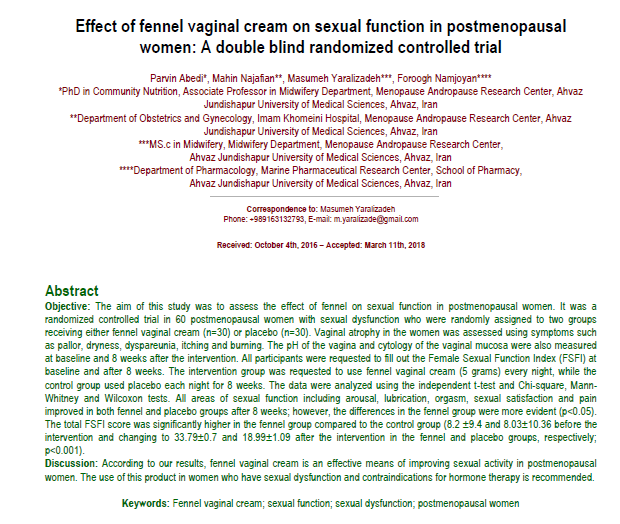 Effect of fennel vaginal cream on sexual function in postmenopausal
women: A double blind randomized controlled trial
Parvin Abedi*, Mahin Najafian**, Masumeh Yaralizadeh***, Foroogh Namjoyan****
*PhD in Community Nutrition, Associate Professor in Midwifery Department, Menopause Andropause Research Center, Ahvaz
Jundishapur University of Medical Sciences, Ahvaz, Iran
**Department of Obstetrics and Gynecology, Imam Khomeini Hospital, Menopause Andropause Research Center, Ahvaz
Jundishapur University of Medical Sciences, Ahvaz, Iran
***MS.c in Midwifery, Midwifery Department, Menopause Andropause Research Center,
Ahvaz Jundishapur University of Medical Sciences, Ahvaz, Iran
****Department of Pharmacology, Marine Pharmaceutical Research Center, School of Pharmacy,
Ahvaz Jundishapur University of Medical Sciences, Ahvaz, Iran
Correspondence to: Masumeh Yaralizadeh
Phone: +989163132793, E-mail: m.yaralizade@gmail.com
Received: October 4th, 2016 – Accepted: March 11th, 2018
Abstract
Objective: The aim of this study was to assess the effect of fennel on sexual function in postmenopausal women. It was a
randomized controlled trial in 60 postmenopausal women with sexual dysfunction who were randomly assigned to two groups
receiving either fennel vaginal cream (n=30) or placebo (n=30). Vaginal atrophy in the women was assessed using symptoms such
as pallor, dryness, dyspareunia, itching and burning. The pH of the vagina and cytology of the vaginal mucosa were also measured
at baseline and 8 weeks after the intervention. All participants were requested to fill out the Female Sexual Function Index (FSFI) at
baseline and after 8 weeks. The intervention group was requested to use fennel vaginal cream (5 grams) every night, while the
control group used placebo each night for 8 weeks. The data were analyzed using the independent t-test and Chi-square, Mann-
Whitney and Wilcoxon tests. All areas of sexual function including arousal, lubrication, orgasm, sexual satisfaction and pain
improved in both fennel and placebo groups after 8 weeks; however, the differences in the fennel group were more evident (p<0.05).
The total FSFI score was significantly higher in the fennel group compared to the control group (8.2 ±9.4 and 8.03±10.36 before the
intervention and changing to 33.79±0.7 and 18.99±1.09 after the intervention in the fennel and placebo groups, respectively;
p<0.001).
Discussion: According to our results, fennel vaginal cream is an effective means of improving sexual activity in postmenopausal
women. The use of this product in women who have sexual dysfunction and contraindications for hormone therapy is recommended.
Keywords: Fennel vaginal cream; sexual function; sexual dysfunction; postmenopausal women